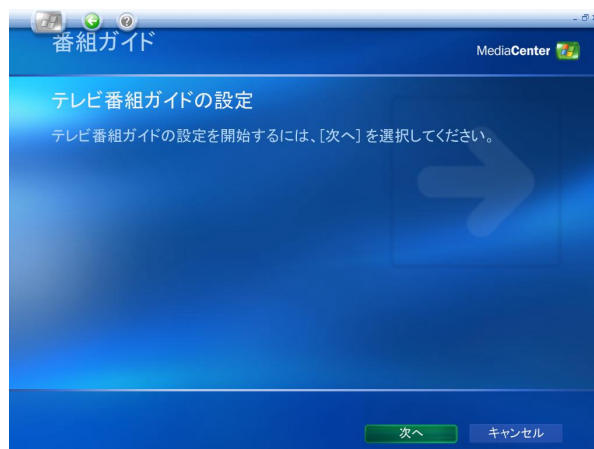 番組ガイド
MediaCenter
テレビ番組ガイドの設定
テレビ番組ガイドの設定を開始するには、[次へ] を選択してください。
次へ
キャンセル